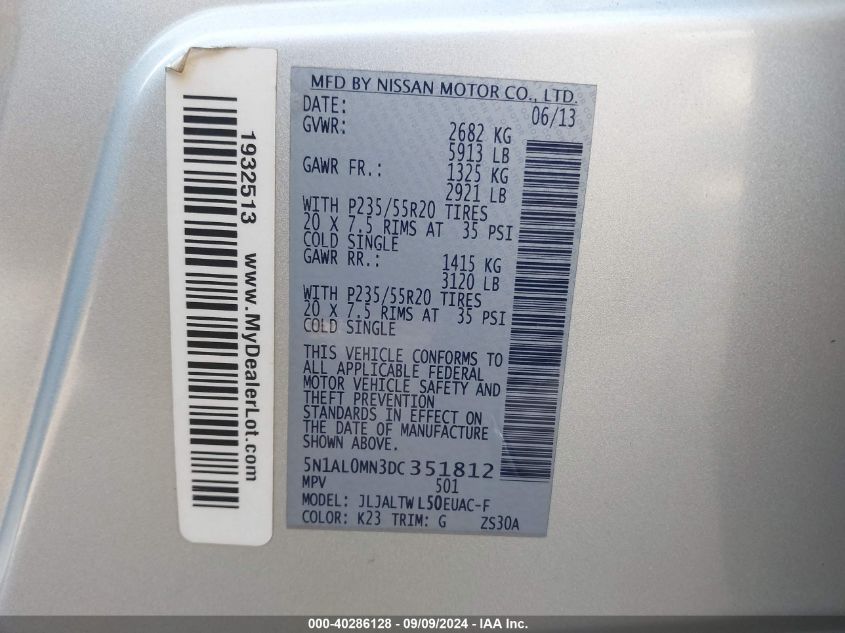 MFD BY NISSAN MOTOR CO., LTD.
DATE: 06/13
GVWR: 2682 KG
5913 LB
GAWR FR.: 1325 KG
2921 LB
WITH P235/55R20 TIRES
20 X 7.5 RIMS AT 35 PSI
COLD SINGLE
GAWR RR.: 1415 KG
3120 LB
WITH P235/55R20 TIRES
20 X 7.5 RIMS AT 35 PSI
COLD SINGLE
THIS VEHICLE CONFORMS TO
ALL APPLICABLE FEDERAL
MOTOR VEHICLE SAFETY AND
THEFT PREVENTION
STANDARDS IN EFFECT ON
THE DATE OF MANUFACTURE
SHOWN ABOVE.
5N1AL0MN3DC351812
MPV 501
MODEL: JLJALTWL50EUAC-F
COLOR: K23 TRIM: G ZS30A
1932513 www.MyDealerLot.com
000-40286128 - 09/09/2024 - IAA Inc.